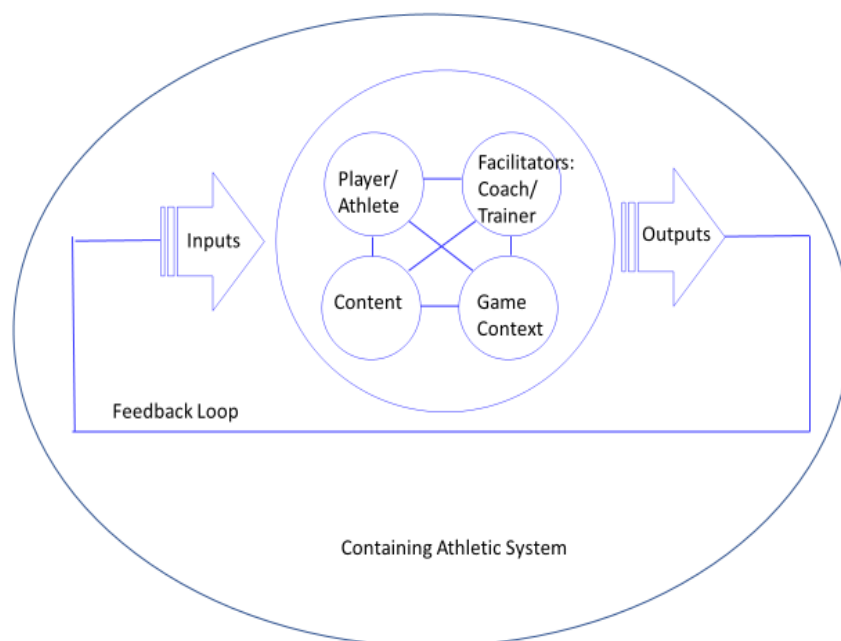 Player/
Athlete
Facilitators:
Coach/
Trainer
Inputs
Outputs
Content
Game
Context
Feedback Loop
Containing Athletic System